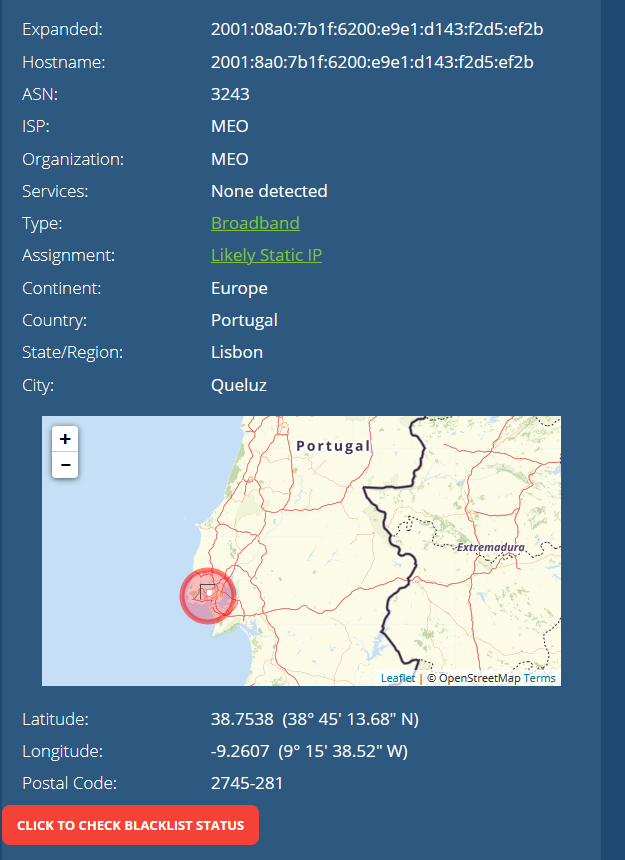 Expanded: 2001:08a0:7b1f:6200:e9e1:d143:f2d5:ef2b
Hostname: 2001:8a0:7b1f:6200:e9e1:d143:f2d5:ef2b
ASN: 3243
ISP: MEO
Organization: MEO
Services: None detected
Type: Broadband
Assignment: Likely Static IP
Continent: Europe
Country: Portugal
State/Region: Lisbon
City: Queluz
+
−
Portugal
Extremadura
Leaflet | © OpenStreetMap Terms
Latitude: 38.7538 (38° 45' 13.68" N)
Longitude: -9.2607 (9° 15' 38.52" W)
Postal Code: 2745-281
CLICK TO CHECK BLACKLIST STATUS